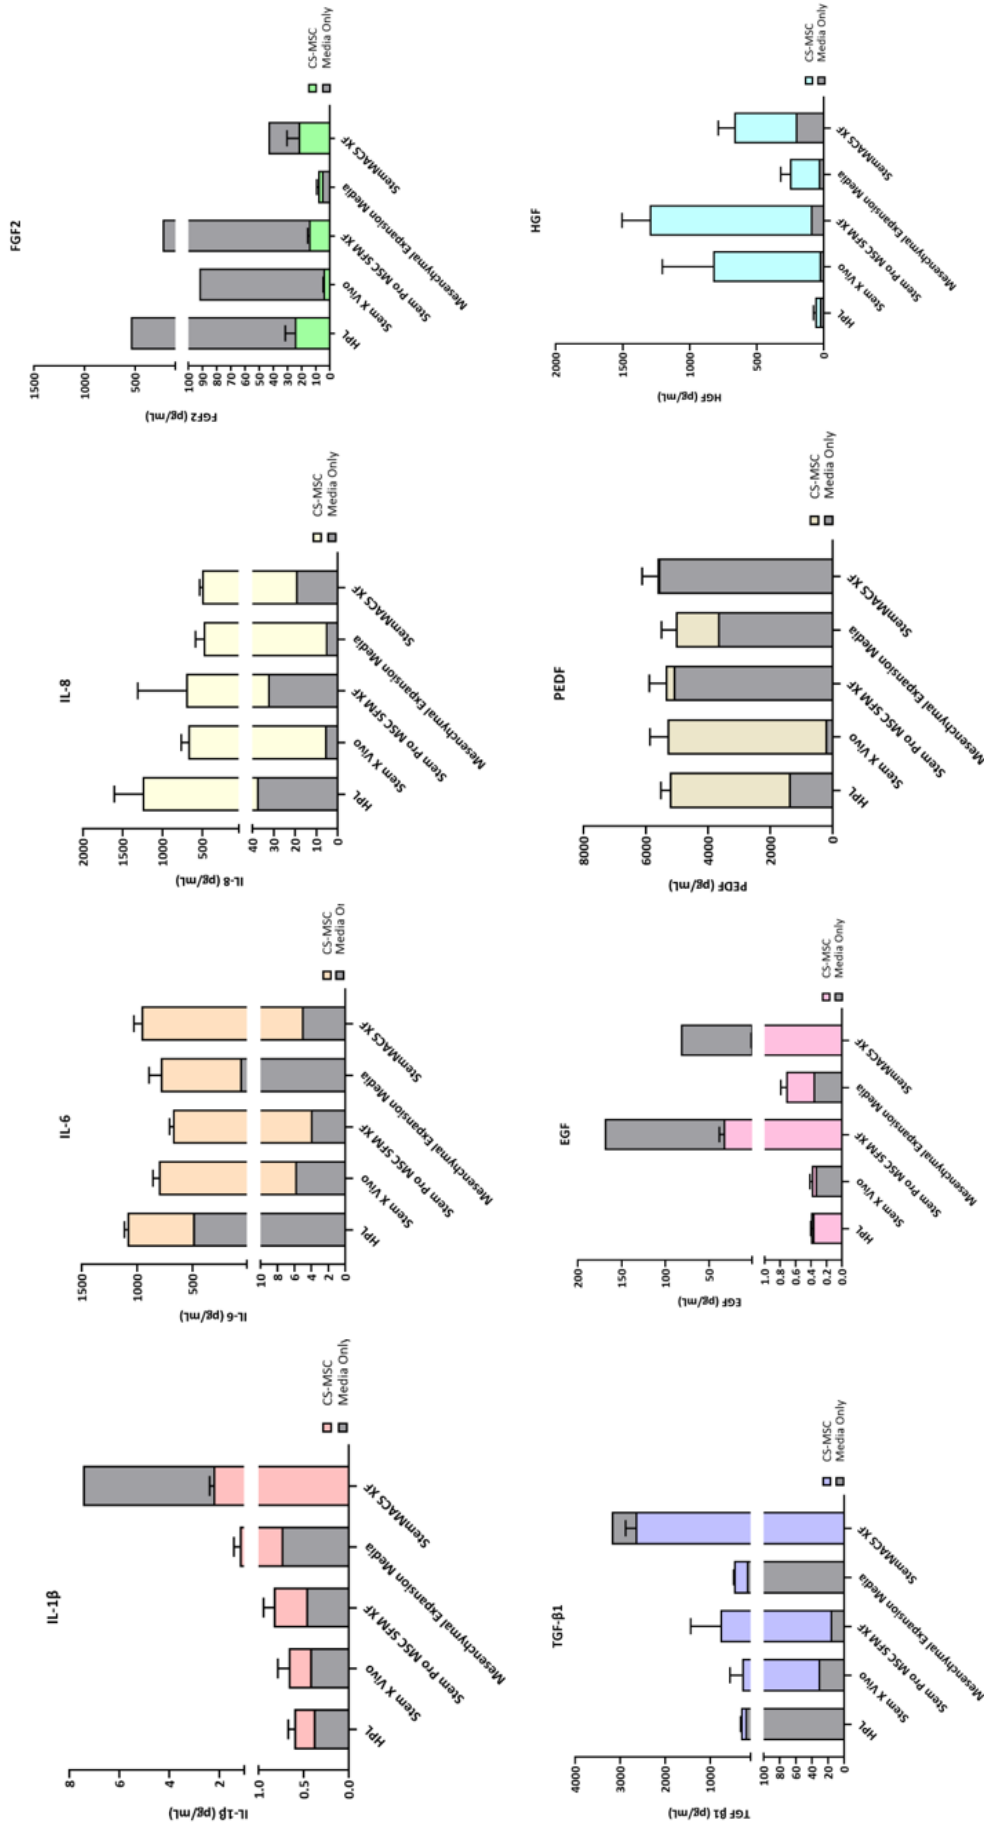 IL-1β
IL-1β (pg/mL)
8
6
4
2
1.0
0.5
0.0
HPL
Stem X Vivo
Stem Pro MSC SFM XF
Mesenchymal Expansion Media
StemMACS XF
CS-MSC
Media Only
IL-6
IL-6 (pg/mL)
1500
1000
500
10
8
6
4
2
0
HPL
Stem X Vivo
Stem Pro MSC SFM XF
Mesenchymal Expansion Media
StemMACS XF
CS-MSC
Media O
IL-8
IL-8 (pg/mL)
2000
1500
1000
500
40
30
20
10
0
HPL
Stem X Vivo
Stem Pro MSC SFM XF
Mesenchymal Expansion Media
StemMACS XF
CS-MSC
Media Only
FGF2
FGF2 (pg/mL)
1500
1000
500
100
90
80
70
60
50
40
30
20
10
0
HPL
Stem X Vivo
Stem Pro MSC SFM XF
Mesenchymal Expansion Media
StemMACS XF
CS-MSC
Media Only
TGF-β1
TGF β1 (pg/mL)
4000
30000
20000
10000
100
80
60
40
20
0
HPL
Stem X Vivo
Stem Pro MSC SFM XF
Mesenchymal Expansion Media
StemMACS XF
CS-MSC
Media Only
EGF
EGF (pg/mL)
200
150
100
50
1.0
0.8
0.6
0.4
0.2
0.0
HPL
Stem X Vivo
Stem Pro MSC SFM XF
Mesenchymal Expansion Media
StemMACS XF
CS-MSC
Media Only
PEDF
PEDF (pg/mL)
8000
6000
4000
2000
0
HPL
Stem X Vivo
Stem Pro MSC SFM XF
Mesenchymal Expansion Media
StemMACS XF
CS-MSC
Media Only
HGF
HGF (pg/mL)
2000
1500
1000
500
0
HPL
Stem X Vivo
Stem Pro MSC SFM XF
Mesenchymal Expansion Media
StemMACS XF
CS-MSC
Media Only